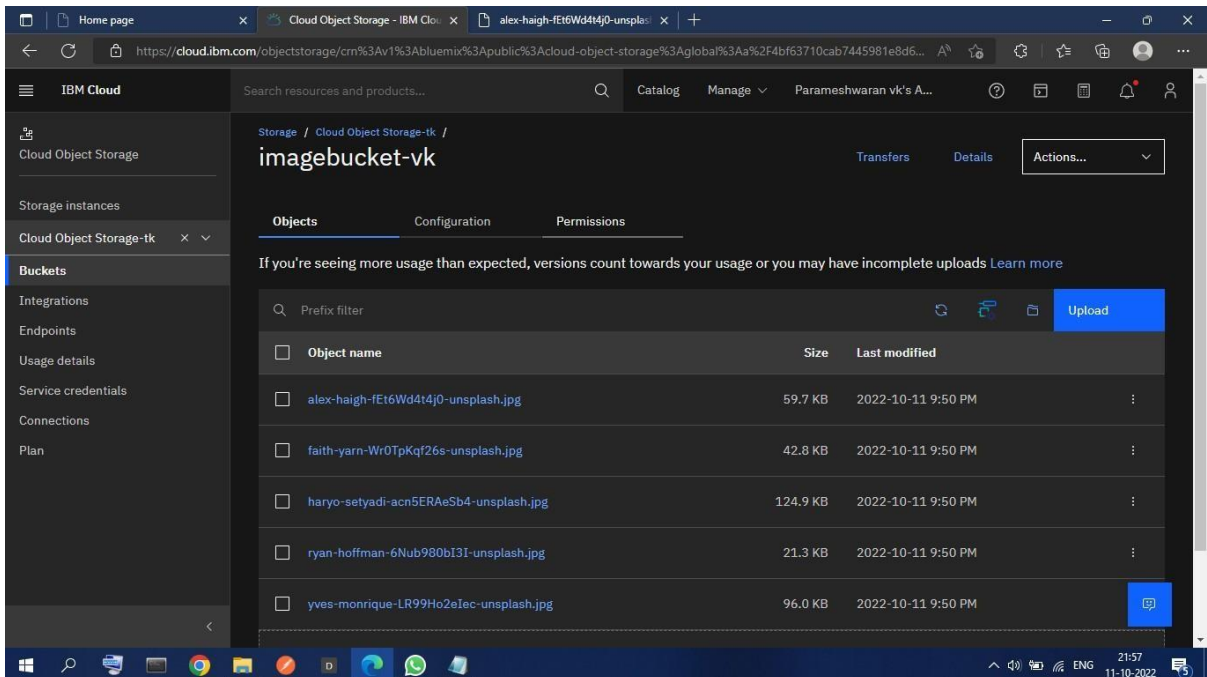 Home page
Cloud Object Storage - IBM Clou
alex-haigh-fEt6Wd4t4j0-unsplas
https://cloud.ibm.com/objectstorage/crn%3Av1%3Abluemix%3Apublic%3Acloud-object-storage%3Aglobal%3Aa%2F4bf63710cab7445981e8d6...
IBM Cloud
Search resources and products...
Catalog
Manage
Parameshwaran vk's A...
Cloud Object Storage
Storage instances
Cloud Object Storage-tk
Buckets
Integrations
Endpoints
Usage details
Service credentials
Connections
Plan
Storage / Cloud Object Storage-tk /
imagebucket-vk
Transfers
Details
Actions...
Objects
Configuration
Permissions
If you're seeing more usage than expected, versions count towards your usage or you may have incomplete uploads Learn more
Prefix filter
Upload
Object name Size Last modified
alex-haigh-fEt6Wd4t4j0-unsplash.jpg 59.7 KB 2022-10-11 9:50 PM
faith-yarn-Wr0TpKqf26s-unsplash.jpg 42.8 KB 2022-10-11 9:50 PM
haryo-setyadi-acn5ERAeSb4-unsplash.jpg 124.9 KB 2022-10-11 9:50 PM
ryan-hoffman-6Nub980bI3I-unsplash.jpg 21.3 KB 2022-10-11 9:50 PM
yves-monrique-LR99Ho2eIec-unsplash.jpg 96.0 KB 2022-10-11 9:50 PM
D
ENG
21:57
11-10-2022
5